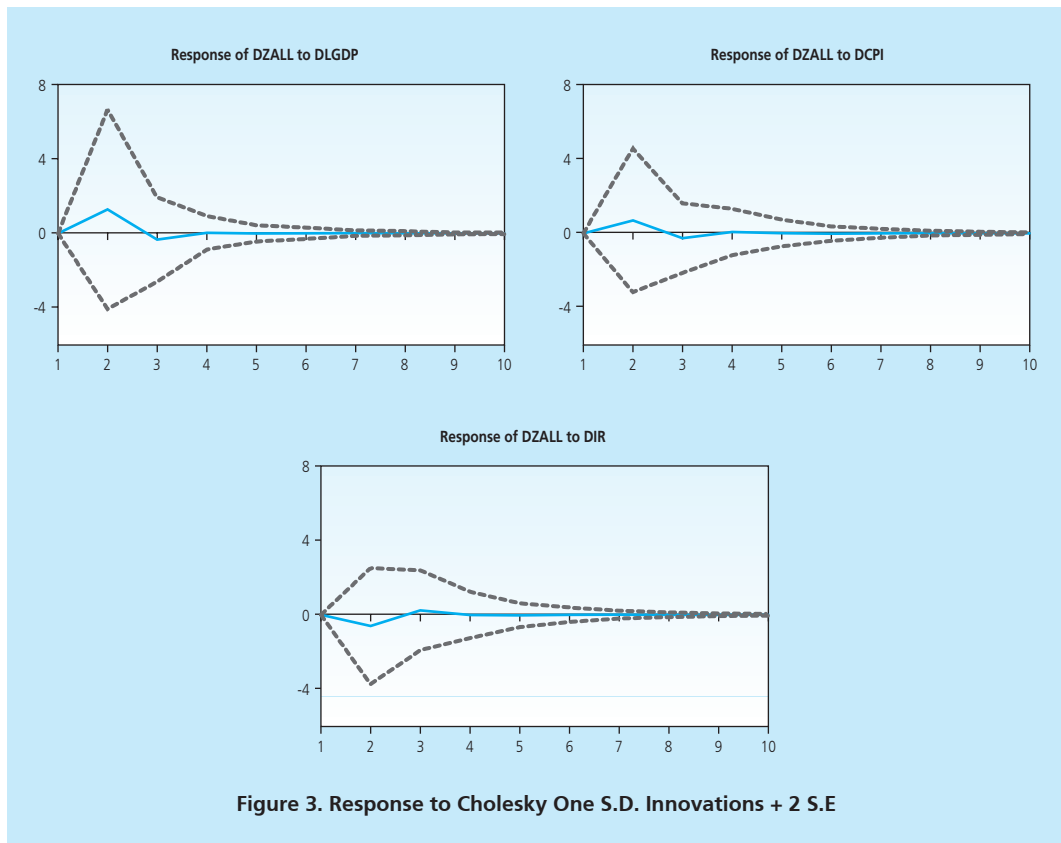 Response of DZALL to DLGDP
8
4
0
-4
1 2 3 4 5 6 7 8 9 10
Response of DZALL to DCPI
8
4
0
-4
1 2 3 4 5 6 7 8 9 10
Response of DZALL to DIR
8
4
0
-4
1 2 3 4 5 6 7 8 9 10
Figure 3. Response to Cholesky One S.D. Innovations + 2 S.E